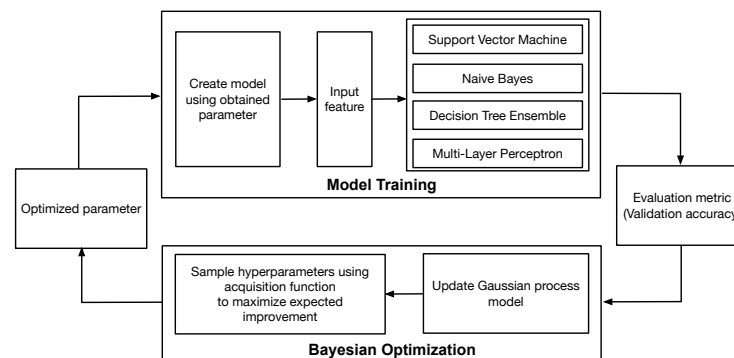 Create model
using obtained
parameter
Input
feature
Support Vector Machine
Naive Bayes
Decision Tree Ensemble
Multi-Layer Perceptron
Model Training
Optimized parameter
Evaluation metric
(Validation accuracy
Sample hyperparameters using
acquisition function
to maximize expected
improvement
Update Gaussian process
model
Bayesian Optimization